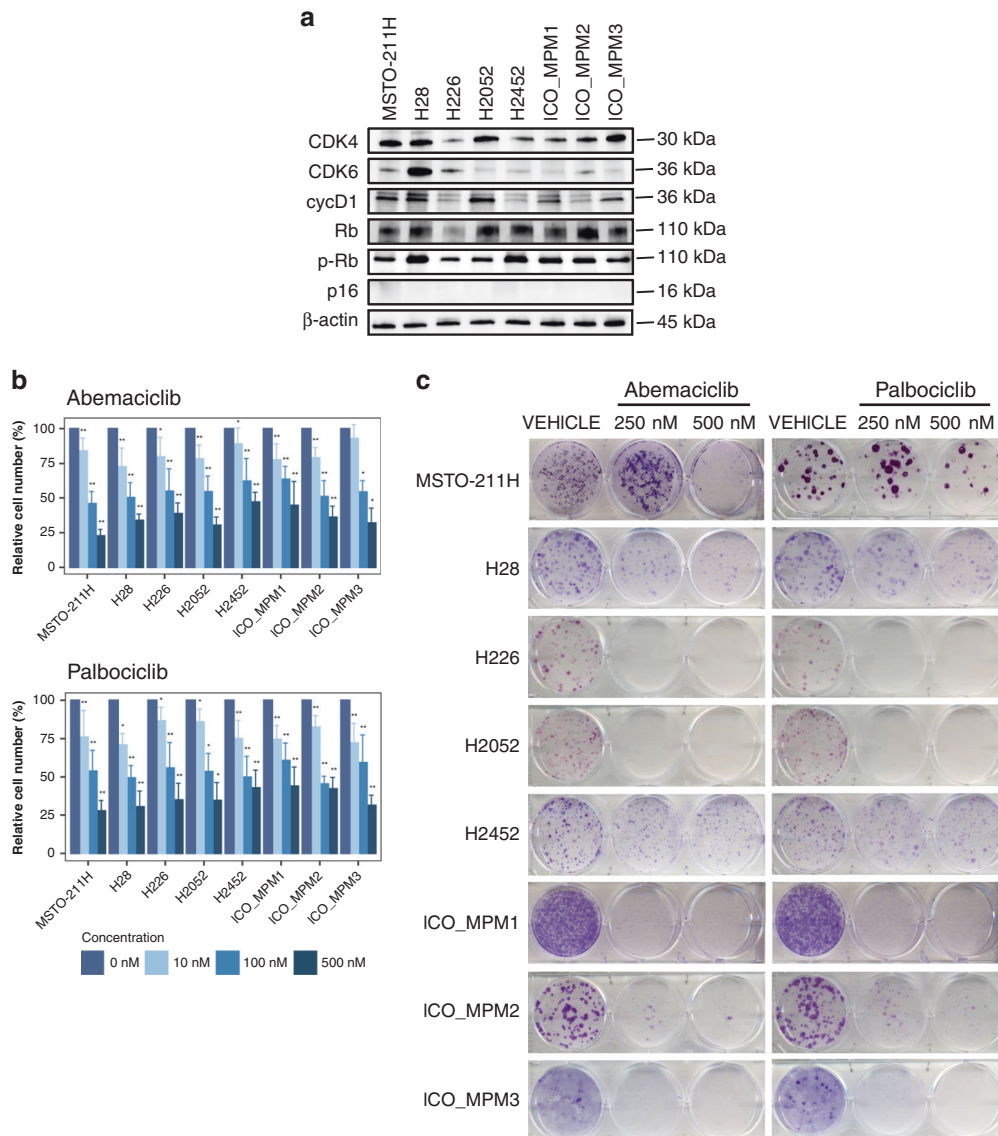 a
MSTO-211H
H28
H226
H2052
H2452
ICO_MPM1
ICO_MPM2
ICO_MPM3
CDK4
30 kDa
CDK6
36 kDa
cycD1
36 kDa
Rb
110 kDa
p-Rb
110 kDa
p16
16 kDa
β-actin
45 kDa
b
Abemaciclib
Relative cell number (%)
100
75
50
25
0
** ** ** ** ** ** * ** ** ** ** ** * ** ** ** ** ** ** ** ** * *
MSTO-211H
H28
H226
H2052
H2452
ICO_MPM1
ICO_MPM2
ICO_MPM3
Palbociclib
Relative cell number (%)
100
75
50
25
0
** ** ** * ** ** * ** ** * * * ** ** ** ** ** ** ** ** ** ** ** **
MSTO-211H
H28
H226
H2052
H2452
ICO_MPM1
ICO_MPM2
ICO_MPM3
Concentration
0 nM 10 nM 100 nM 500 nM
c
Abemaciclib Palbociclib
VEHICLE 250 nM 500 nM VEHICLE 250 nM 500 nM
MSTO-211H
H28
H226
H2052
H2452
ICO_MPM1
ICO_MPM2
ICO_MPM3